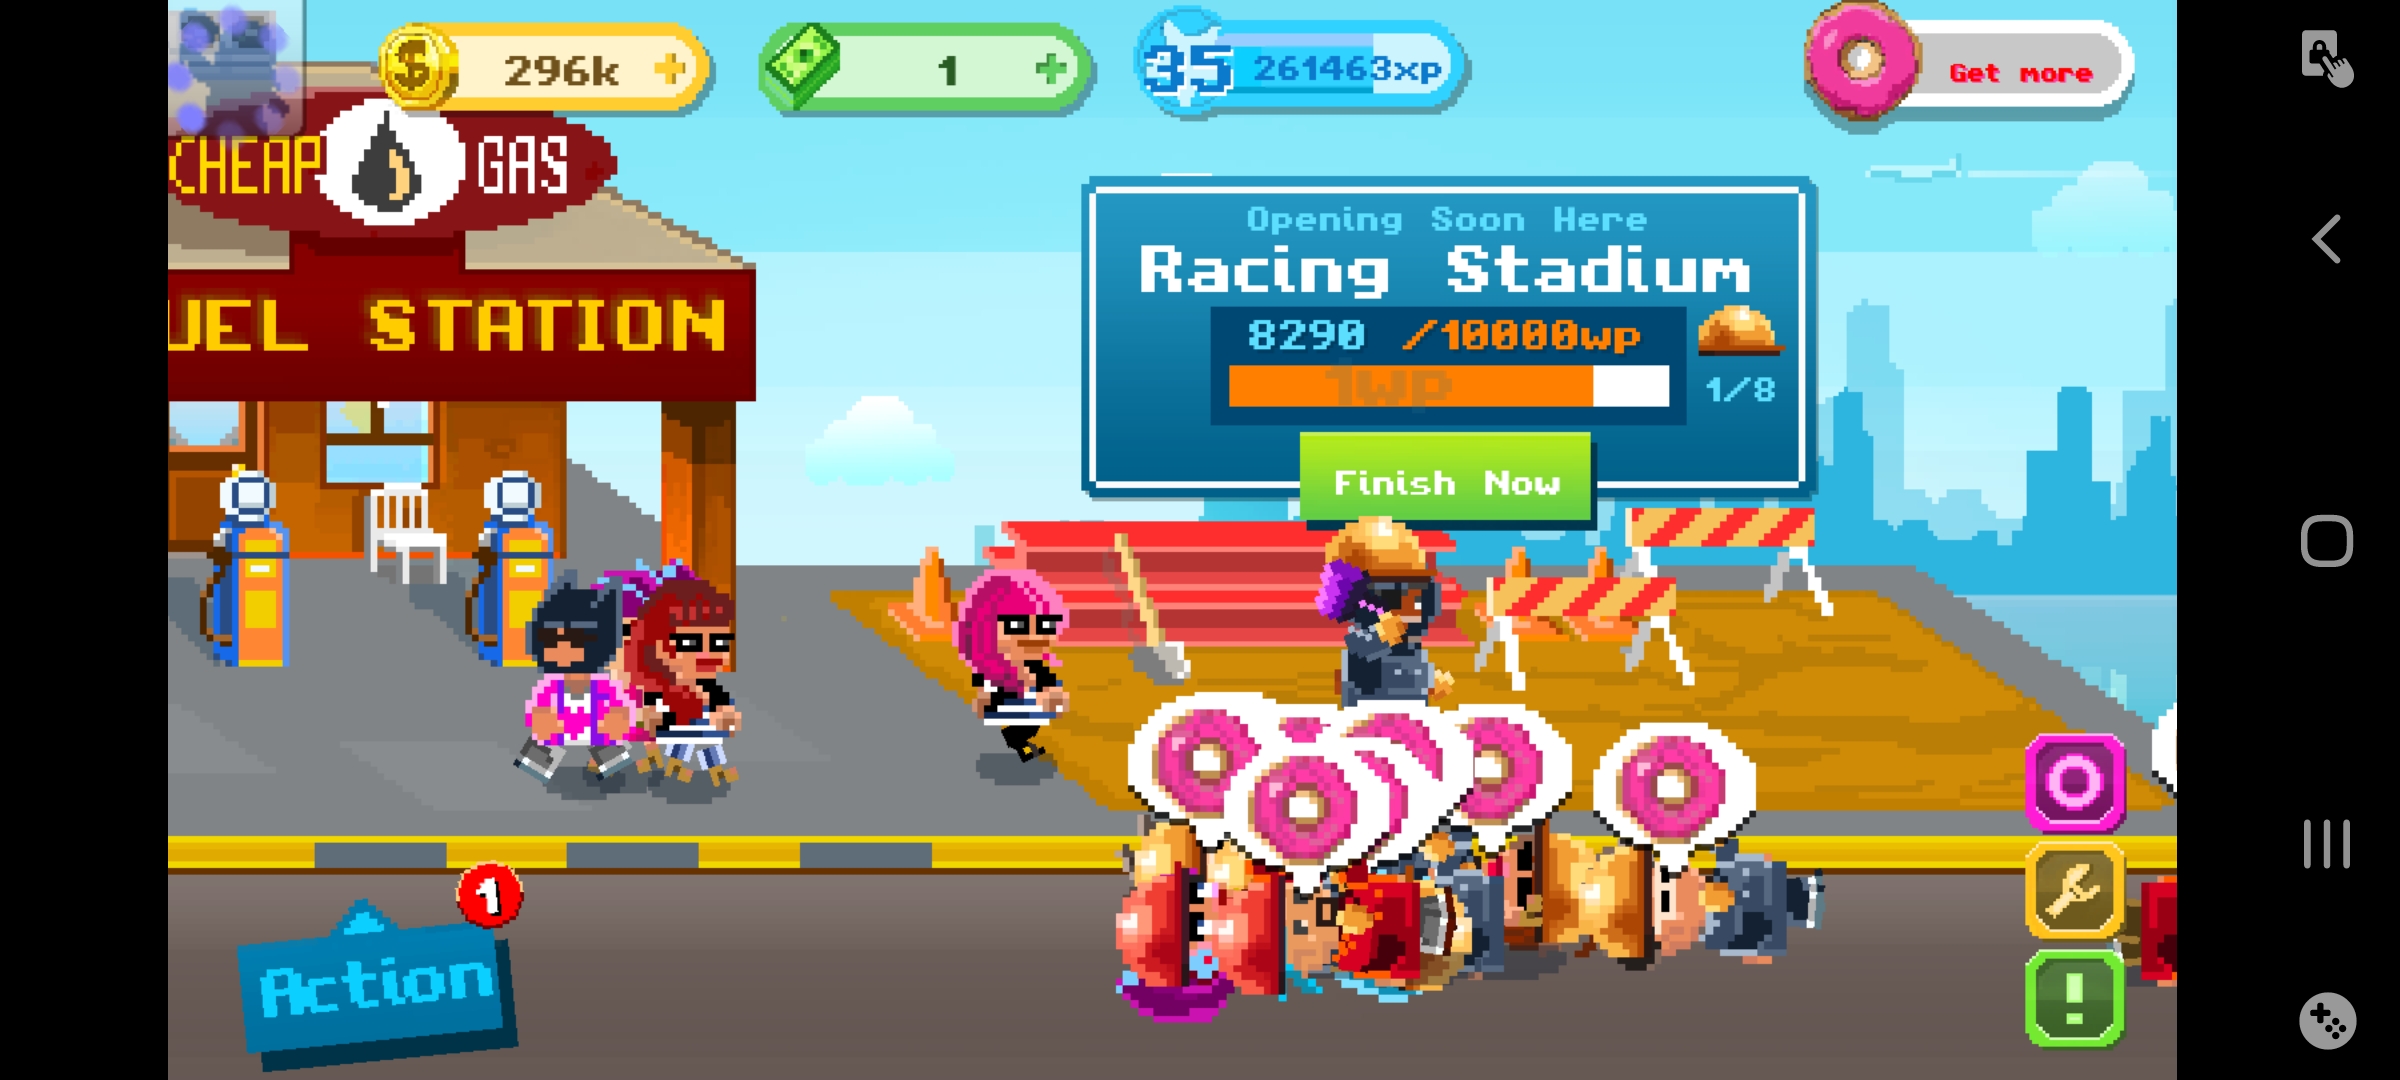 296k
1
35 261463xp
Get more
CHEAP GAS
UEL STATION
Opening Soon Here
Racing Stadium
8290 /10000wp
1wp
1/8
Finish Now
1
Action